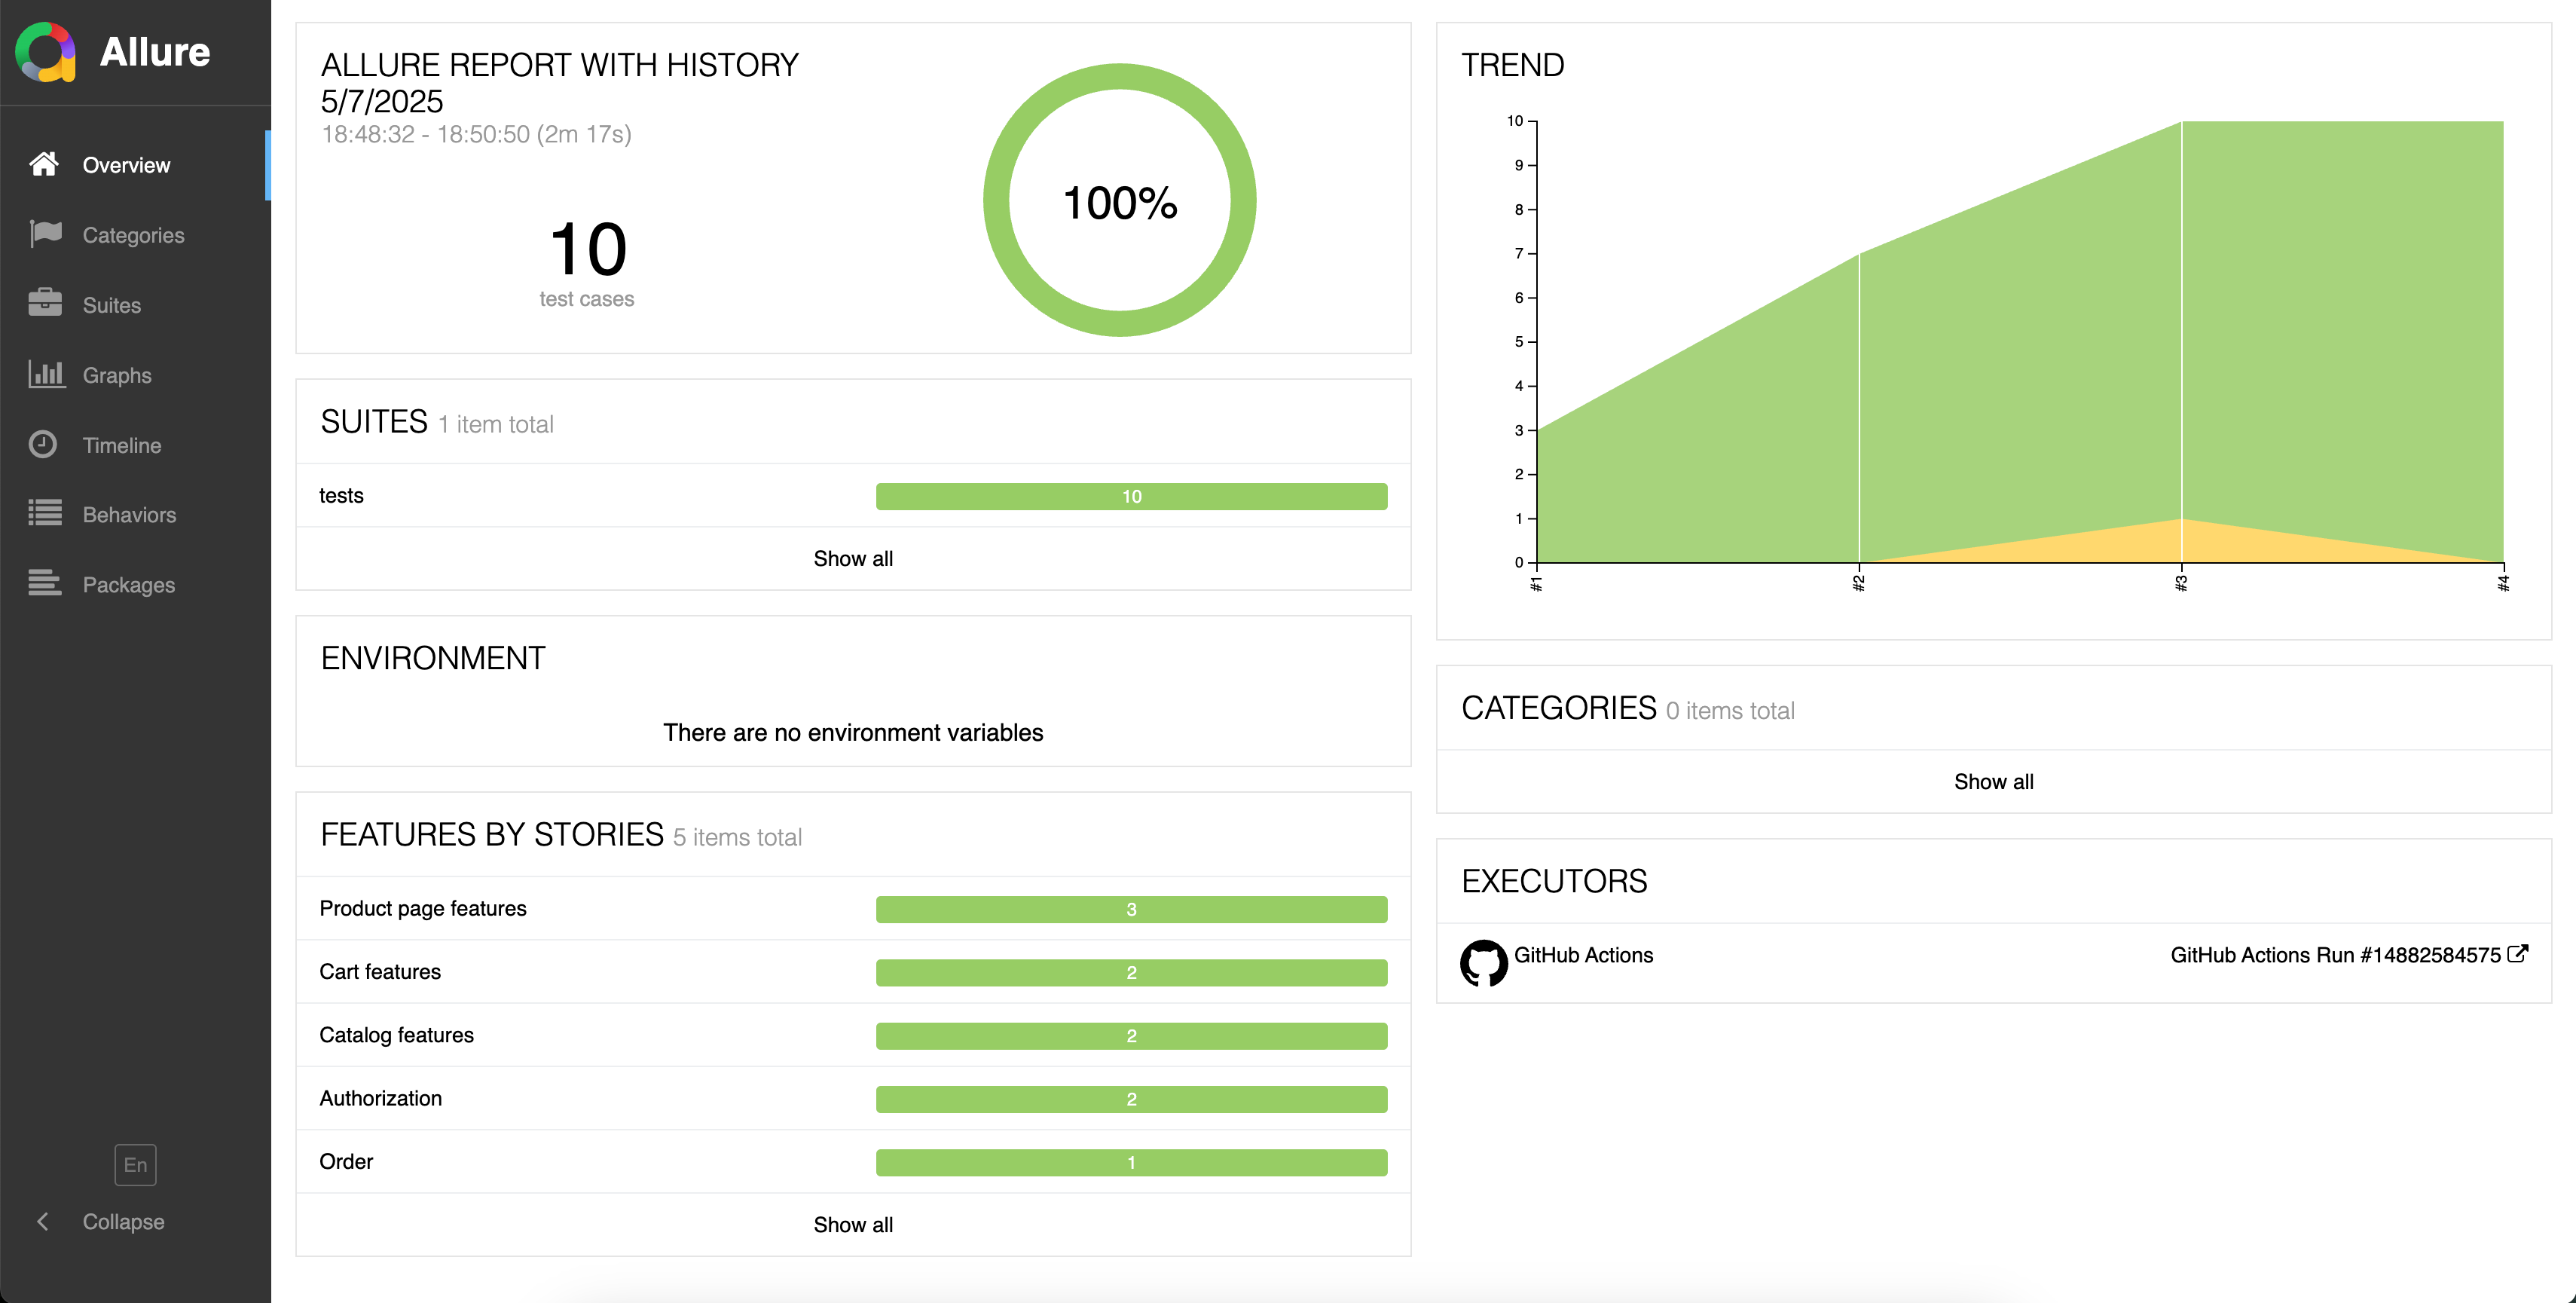 Allure
Overview
Categories
Suites
Graphs
Timeline
Behaviors
Packages
En
Collapse
ALLURE REPORT WITH HISTORY
5/7/2025
18:48:32 - 18:50:50 (2m 17s)
10
test cases
100%
SUITES 1 item total
tests 10
Show all
ENVIRONMENT
There are no environment variables
FEATURES BY STORIES 5 items total
Product page features 3
Cart features 2
Catalog features 2
Authorization 2
Order 1
Show all
TREND
10
9
8
7
6
5
4
3
2
1
0
#1 #2 #3 #4
CATEGORIES 0 items total
Show all
EXECUTORS
GitHub Actions GitHub Actions Run #14882584575